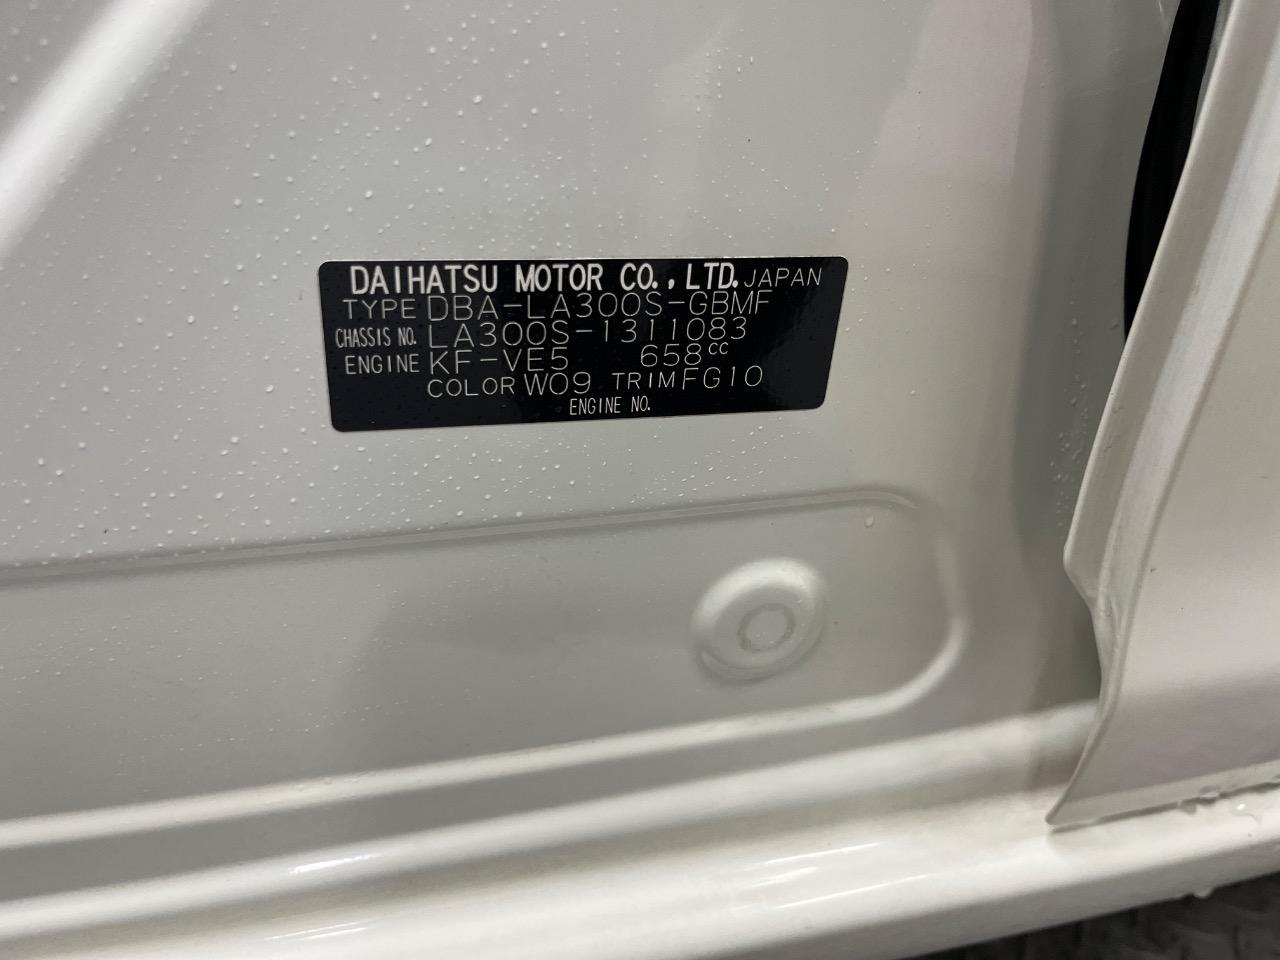 DAIHATSU MOTOR CO., LTD. JAPAN
TYPE DBA-LA300S-GBMF
CHASSIS NO. LA300S-1311083
ENGINE KF-VE5 658cc
COLOR W09 TRIM FG10
ENGINE NO.